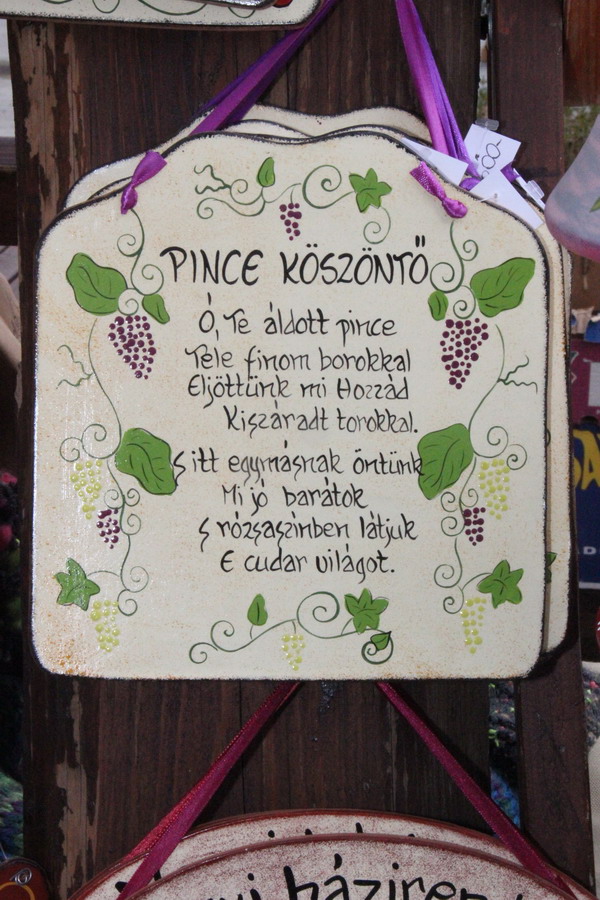 PINCE KÖSZÖNTŐ
Ó, Te áldott pince
Tele finom borokkal
Eljöttünk mi Hozzád
Kiszáradt torokkal.
S itt egymásnak öntünk
Mi jó barátok
S rózsaszínben látjuk
E cudar világot.
házirend